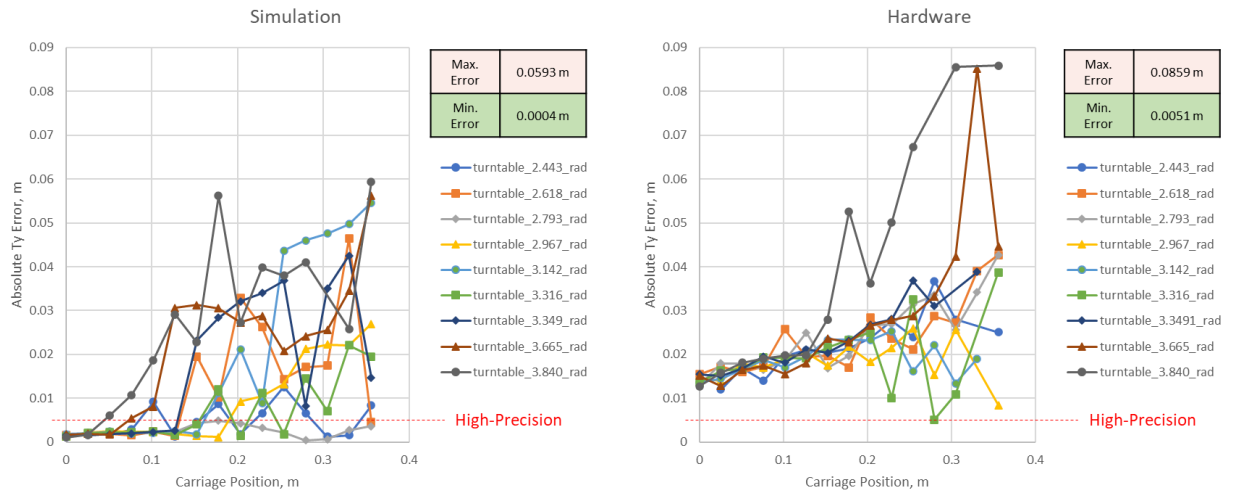 Simulation
0.09
0.08
0.07
0.06
0.05
0.04
0.03
0.02
0.01
0
Absolute Ty Error, m
0
0.1
0.2
0.3
0.4
Carriage Position, m
Max.
Error
0.0593 m
Min.
Error
0.0004 m
turntable_2.443_rad
turntable_2.618_rad
turntable_2.793_rad
turntable_2.967_rad
turntable_3.142_rad
turntable_3.316_rad
turntable_3.349_rad
turntable_3.665_rad
turntable_3.840_rad
High-Precision
Hardware
0.09
0.08
0.07
0.06
0.05
0.04
0.03
0.02
0.01
0
Absolute Ty Error, m
0
0.1
0.2
0.3
0.4
Carriage Position, m
Max.
Error
0.0859 m
Min.
Error
0.0051 m
turntable_2.443_rad
turntable_2.618_rad
turntable_2.793_rad
turntable_2.967_rad
turntable_3.142_rad
turntable_3.316_rad
turntable_3.3491_rad
turntable_3.665_rad
turntable_3.840_rad
High-Precision